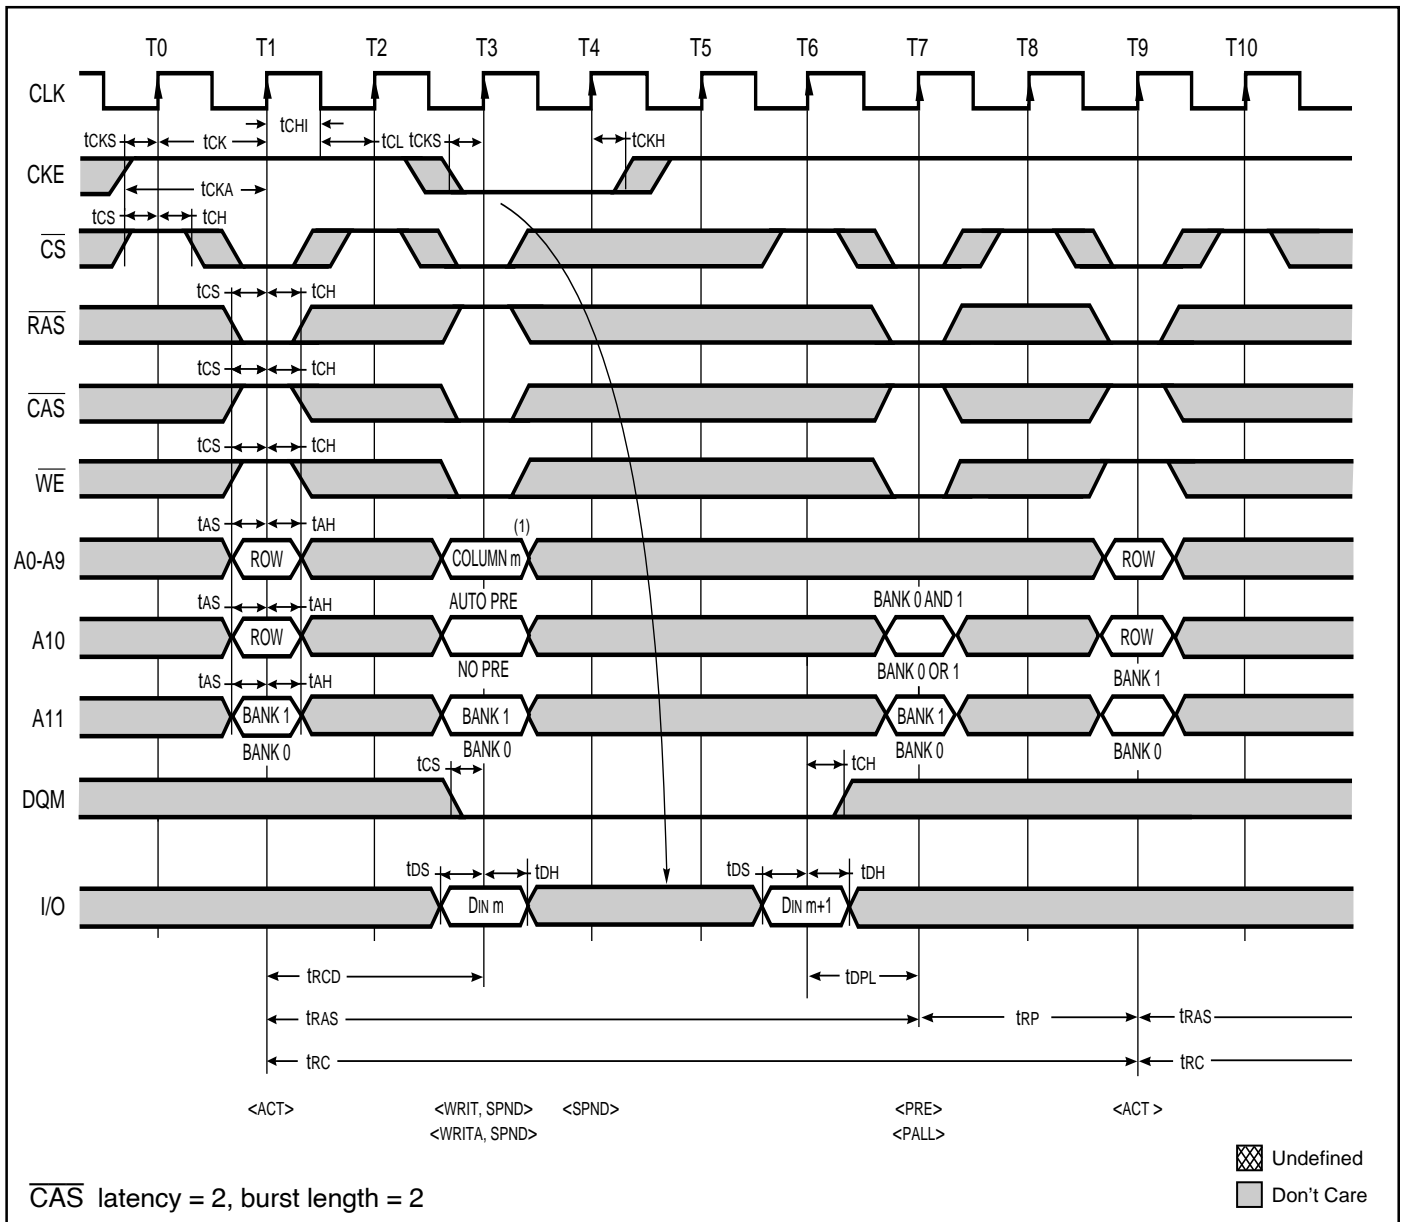 T0 T1 T2 T3 T4 T5 T6 T7 T8 T9 T10
CLK
tCHI
tCKS tCK tCL tCKS tCKH
CKE
tCKA
tCS tCH
CS
tCS tCH
RAS
tCS tCH
CAS
tCS tCH
WE
tAS tAH (1)
A0-A9 ROW COLUMN m ROW
tAS tAH AUTO PRE BANK 0 AND 1
A10 ROW ROW
NO PRE BANK 0 OR 1 BANK 1
tAS tAH
A11 BANK 1 BANK 1 BANK 1
BANK 0 BANK 0 BANK 0 BANK 0
tCS tCH
DQM
tDS tDH tDS tDH
I/O DIN m DIN m+1
tRCD tDPL
tRAS tRP tRAS
tRC tRC
<ACT> <WRIT, SPND> <SPND> <PRE> <ACT >
<WRITA, SPND> <PALL>
Undefined
Don't Care
CAS latency = 2, burst length = 2